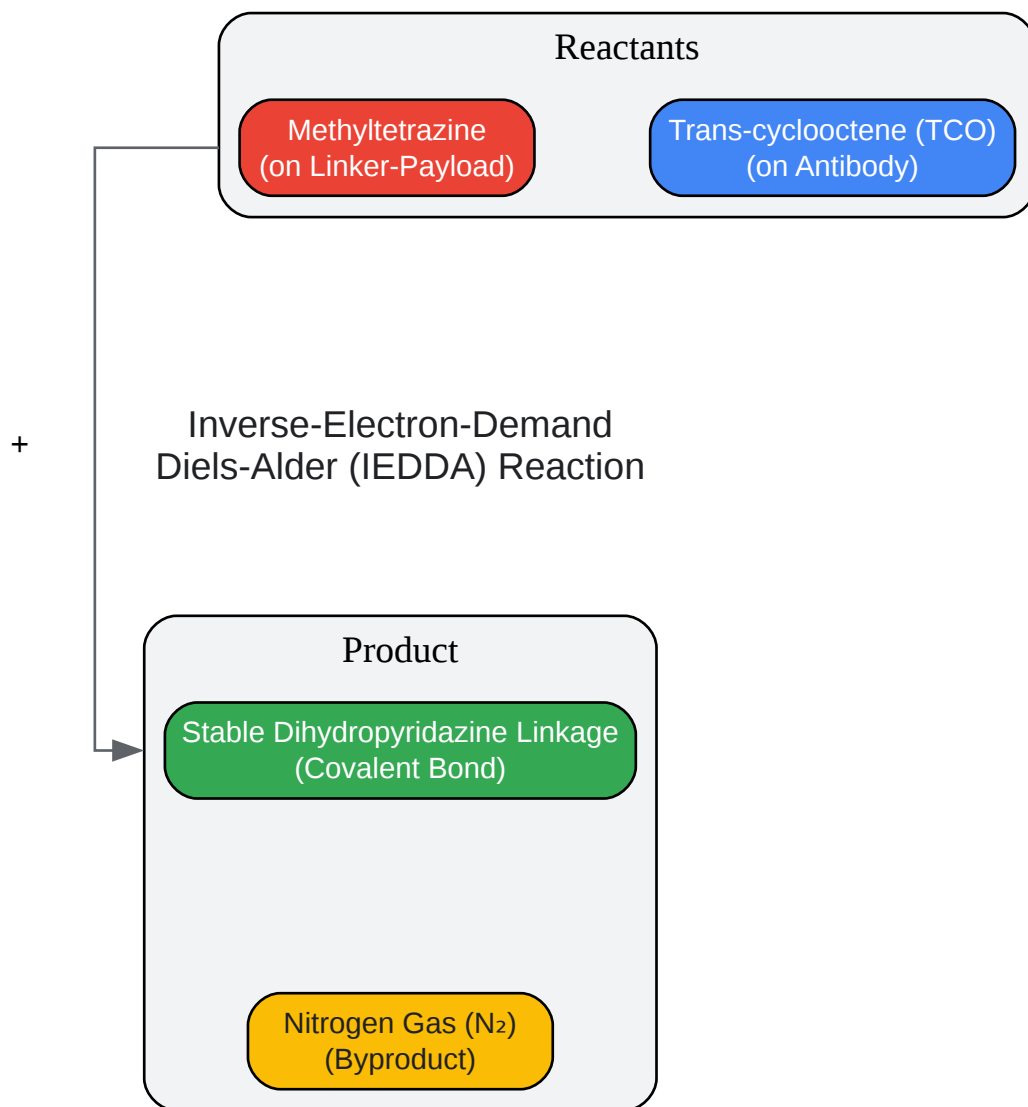 Reactants
Methyltetrazine
(on Linker-Payload)
Trans-cyclooctene (TCO)
(on Antibody)
+
Inverse-Electron-Demand
Diels-Alder (IEDDA) Reaction
Product
Stable Dihydropyridazine Linkage
(Covalent Bond)
Nitrogen Gas (N₂)
(Byproduct)